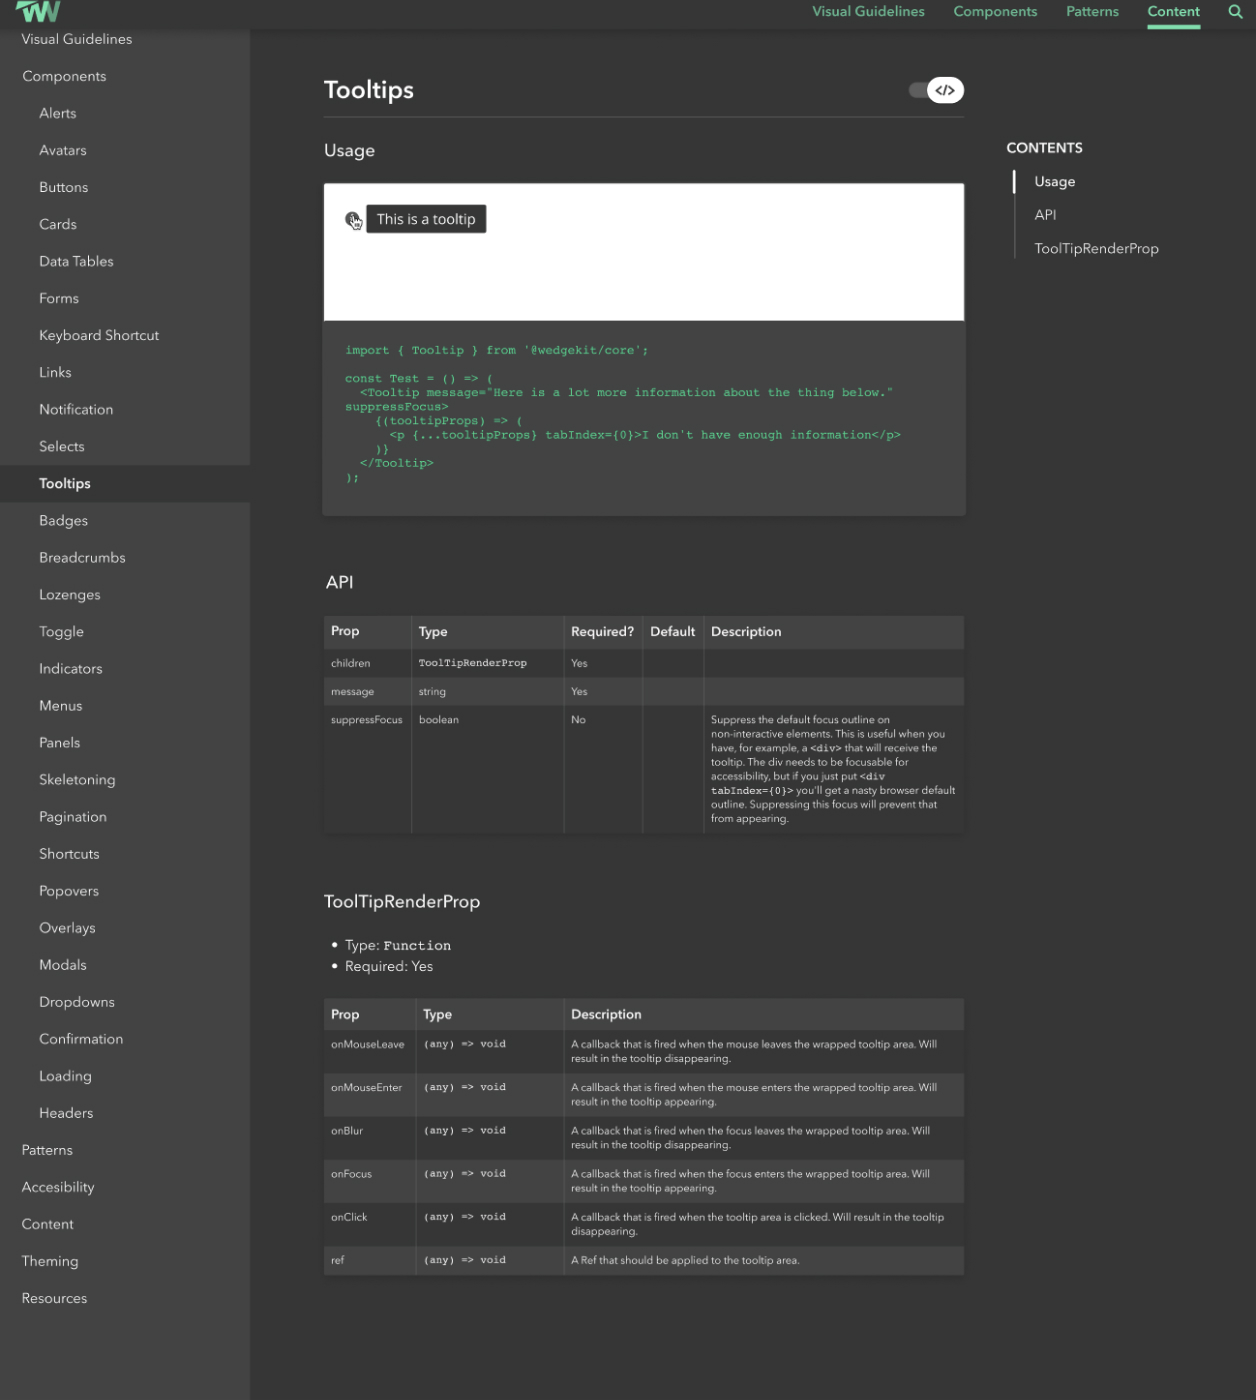 TW
Visual Guidelines
Components
Patterns
Content
Visual Guidelines
Components
Alerts
Avatars
Buttons
Cards
Data Tables
Forms
Keyboard Shortcut
Links
Notification
Selects
Tooltips
Badges
Breadcrumbs
Lozenges
Toggle
Indicators
Menus
Panels
Skeletoning
Pagination
Shortcuts
Popovers
Overlays
Modals
Dropdowns
Confirmation
Loading
Headers
Patterns
Accesibility
Content
Theming
Resources
Tooltips
</>
Usage
This is a tooltip
import { Tooltip } from '@wedgekit/core';
const Test = () => (
<Tooltip message="Here is a lot more information about the thing below."
suppressFocus>
{(tooltipProps) => (
<p {...tooltipProps} tabIndex={0}>I don't have enough information</p>
)}
</Tooltip>
);
API
Prop Type Required? Default Description
children ToolTipRenderProp Yes
message string Yes
suppressFocus boolean No Suppress the default focus outline on
non-interactive elements. This is useful when you
have, for example, a <div> that will receive the
tooltip. The div needs to be focusable for
accessibility, but if you just put <div
tabIndex={0}> you'll get a nasty browser default
outline. Suppressing this focus will prevent that
from appearing.
ToolTipRenderProp
• Type: Function
• Required: Yes
Prop Type Description
onMouseLeave (any) => void A callback that is fired when the mouse leaves the wrapped tooltip area. Will
result in the tooltip disappearing.
onMouseEnter (any) => void A callback that is fired when the mouse enters the wrapped tooltip area. Will
result in the tooltip appearing.
onBlur (any) => void A callback that is fired when the focus leaves the wrapped tooltip area. Will
result in the tooltip disappearing.
onFocus (any) => void A callback that is fired when the focus enters the wrapped tooltip area. Will
result in the tooltip appearing.
onClick (any) => void A callback that is fired when the tooltip area is clicked. Will result in the tooltip
disappearing.
ref (any) => void A Ref that should be applied to the tooltip area.
CONTENTS
Usage
API
ToolTipRenderProp